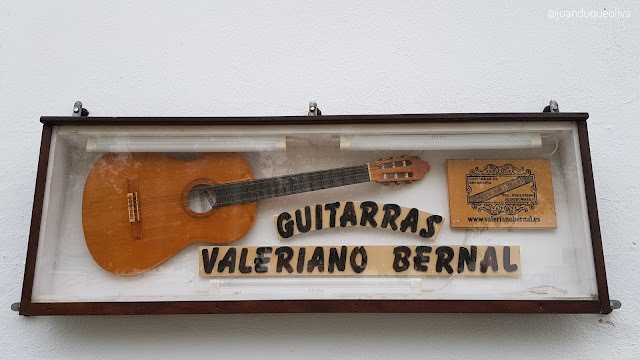 @juanduqueoliva
GUITARRAS
VALERIANO BERNAL
www.valerianobernal.es